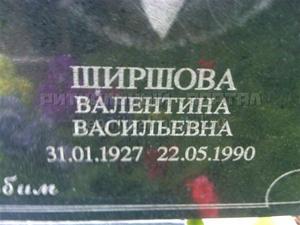 ШИРШОВА
ВАЛЕНТИНА
ВАСИЛЬЕВНА
31.01.1927 22.05.1990
бим